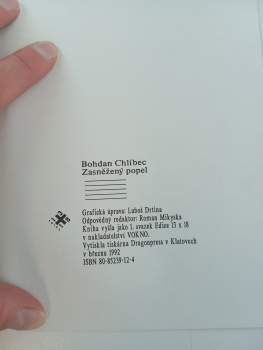 Bohdan Chlíbec
Zasněžený popel
Grafická úprava: Luboš Drtina
Odpovědný redaktor: Roman Mikyska
Kniha vyšla jako 1. svazek Edice 13 x 18
v nakladatelství VOKNO.
Vytiskla tiskárna Dragonpress v Klatovech
v březnu 1992
ISBN 80-85239-12-4